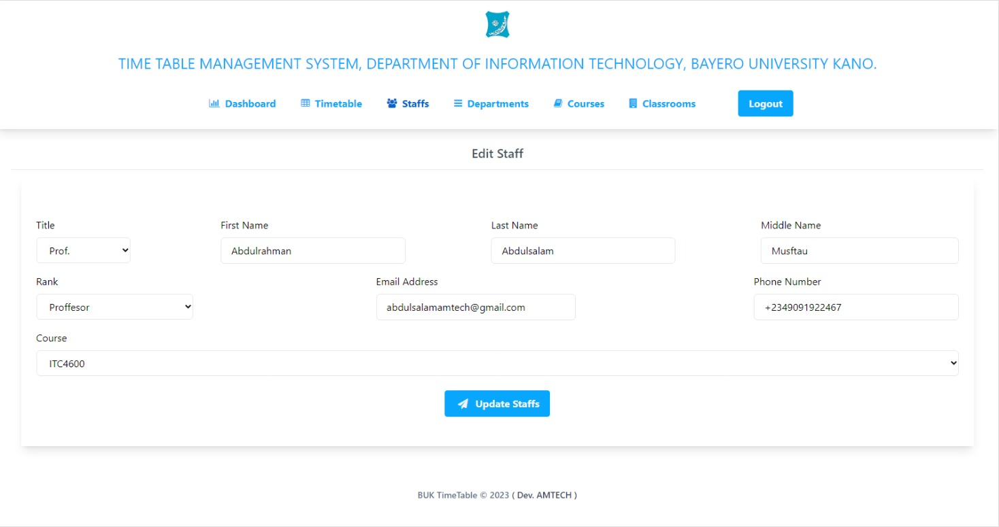 TIME TABLE MANAGEMENT SYSTEM, DEPARTMENT OF INFORMATION TECHNOLOGY, BAYERO UNIVERSITY KANO.
Dashboard Timetable Staffs Departments Courses Classrooms Logout
Edit Staff
Title First Name Last Name Middle Name
Prof. Abdulrahman Abdulsalam Musftau
Rank Email Address Phone Number
Proffesor abdulsalamamtech@gmail.com +2349091922467
Course
ITC4600
Update Staffs
BUK TimeTable © 2023 ( Dev. AMTECH )